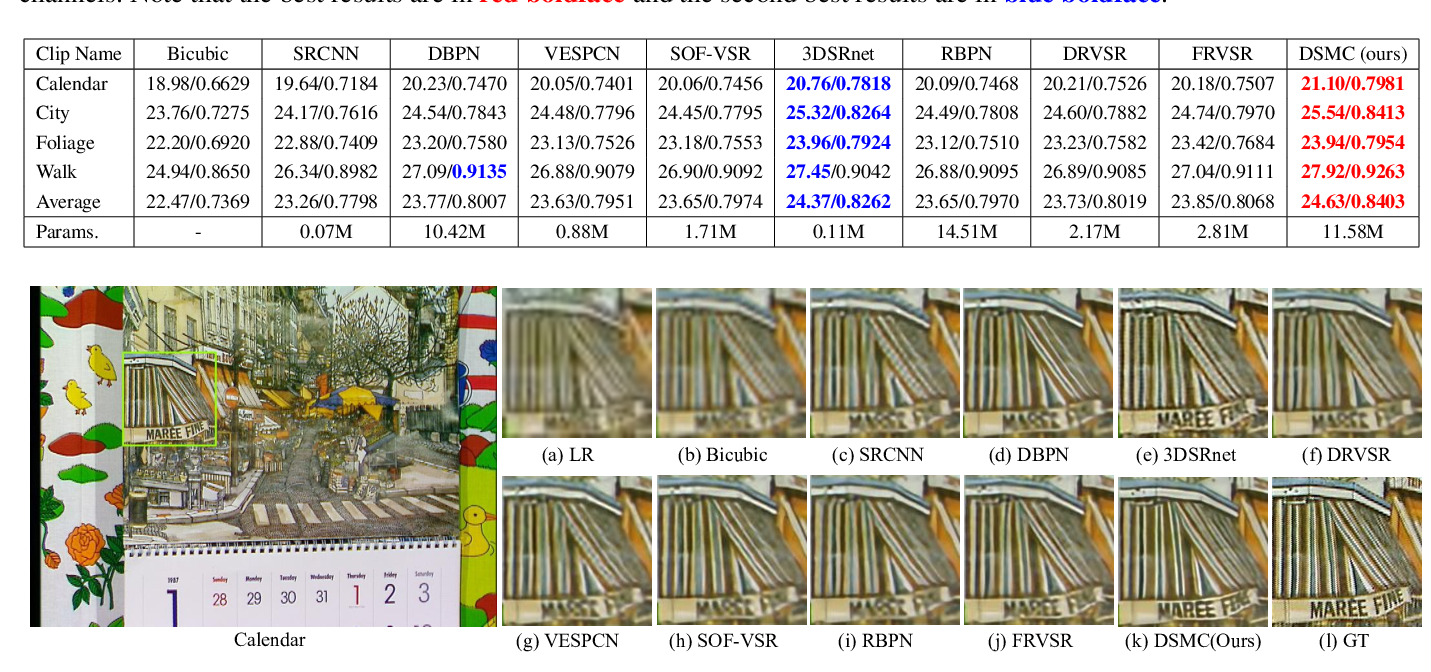 channels. Note that the best results are in red boldface and the second best results are in blue boldface.
Clip Name Bicubic SRCNN DBPN VESPCN SOF-VSR 3DSRnet RBPN DRVSR FRVSR DSMC (ours)
Calendar 18.98/0.6629 19.64/0.7184 20.23/0.7470 20.05/0.7401 20.06/0.7456 20.76/0.7818 20.09/0.7468 20.21/0.7526 20.18/0.7507 21.10/0.7981
City 23.76/0.7275 24.17/0.7616 24.54/0.7843 24.48/0.7796 24.45/0.7795 25.32/0.8264 24.49/0.7808 24.60/0.7882 24.74/0.7970 25.54/0.8413
Foliage 22.20/0.6920 22.88/0.7409 23.20/0.7580 23.13/0.7526 23.18/0.7553 23.96/0.7924 23.12/0.7510 23.23/0.7582 23.42/0.7684 23.94/0.7954
Walk 24.94/0.8650 26.34/0.8982 27.09/0.9135 26.88/0.9079 26.90/0.9092 27.45/0.9042 26.88/0.9095 26.89/0.9085 27.04/0.9111 27.92/0.9263
Average 22.47/0.7369 23.26/0.7798 23.77/0.8007 23.63/0.7951 23.65/0.7974 24.37/0.8262 23.65/0.7970 23.73/0.8019 23.85/0.8068 24.63/0.8403
Params. - 0.07M 10.42M 0.88M 1.71M 0.11M 14.51M 2.17M 2.81M 11.58M
MAREE FINE
1987 Sunday Monday Tuesday Wednesday Thursday Friday Saturday
1 28 29 30 31 1 2 3
Calendar
MAREE FINE
MAREE FINE
MAREE FINE
MAREE FINE
MAREE FINE
(a) LR (b) Bicubic (c) SRCNN (d) DBPN (e) 3DSRnet (f) DRVSR
MAREE FINE
MAREE FINE
(g) VESPCN (h) SOF-VSR (i) RBPN (j) FRVSR (k) DSMC(Ours) (l) GT